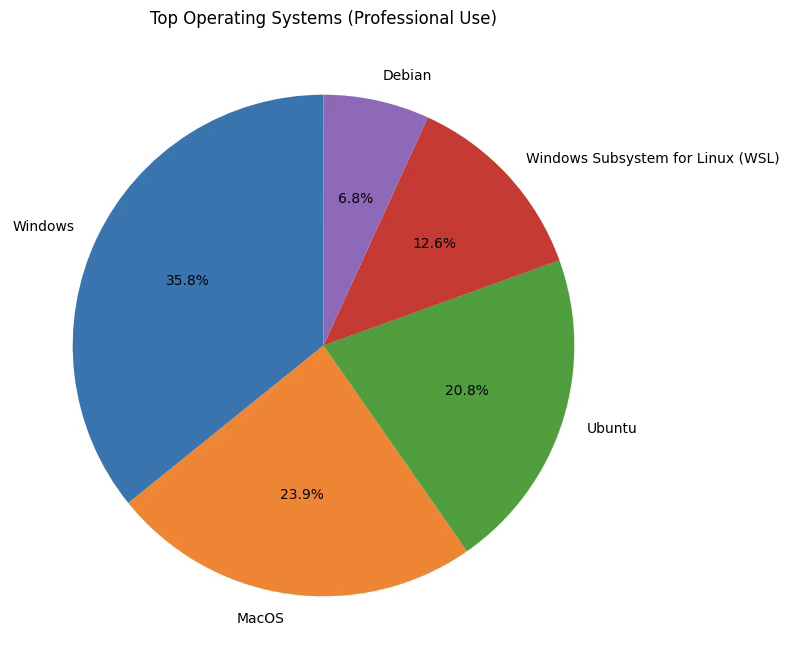 Top Operating Systems (Professional Use)
Debian
Windows Subsystem for Linux (WSL)
6.8%
Windows
12.6%
35.8%
20.8%
Ubuntu
23.9%
MacOS